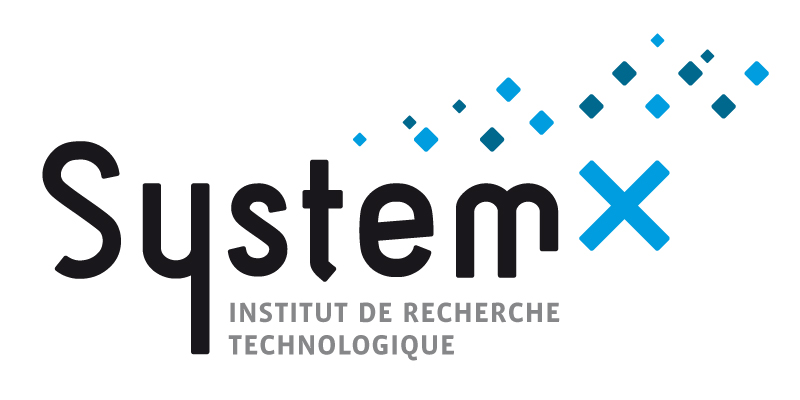 SystemX
INSTITUT DE RECHERCHE
TECHNOLOGIQUE